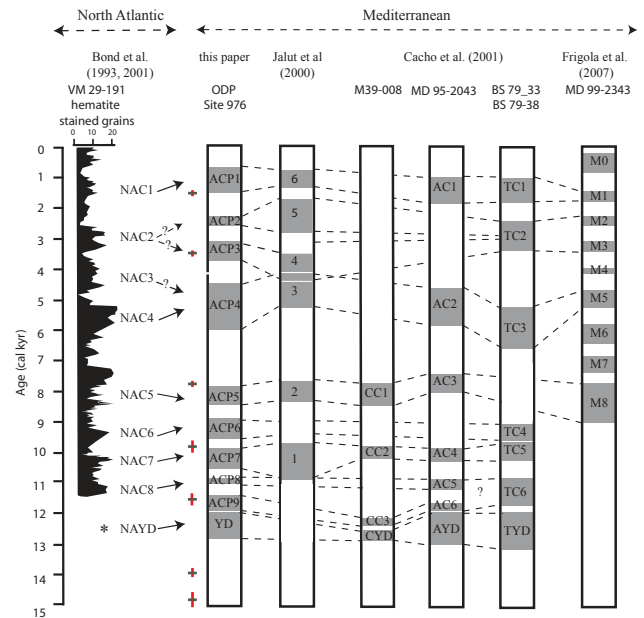 North Atlantic
Mediterranean
Bond et al.
(1993, 2001)
VM 29-191
hematite
stained grains
0 10 20
this paper
ODP
Site 976
Jalut et al
(2000)
Cacho et al. (2001)
M39-008
MD 95-2043
BS 79_33
BS 79-38
Frigola et al.
(2007)
MD 99-2343
Age (cal kyr)
0
1
2
3
4
5
6
7
8
9
10
11
12
13
14
15
NAC1
NAC2
?
?
NAC3
?
NAC4
NAC5
NAC6
NAC7
NAC8
* NAYD
ACP1
ACP2
ACP3
ACP4
ACP5
ACP6
ACP7
ACP8
ACP9
YD
6
5
4
3
2
1
CC1
CC2
CC3
CYD
AC1
AC2
AC3
AC4
AC5
AC6
AYD
?
TC1
TC2
TC3
TC4
TC5
TC6
TYD
M0
M1
M2
M3
M4
M5
M6
M7
M8